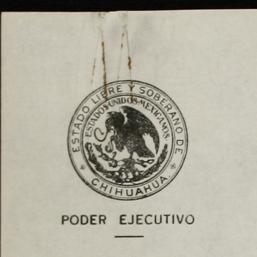 ESTADO LIBRE Y SOBERANO DE
CHIHUAHUA.
ESTADOS UNIDOS MEXICANOS
PODER EJECUTIVO